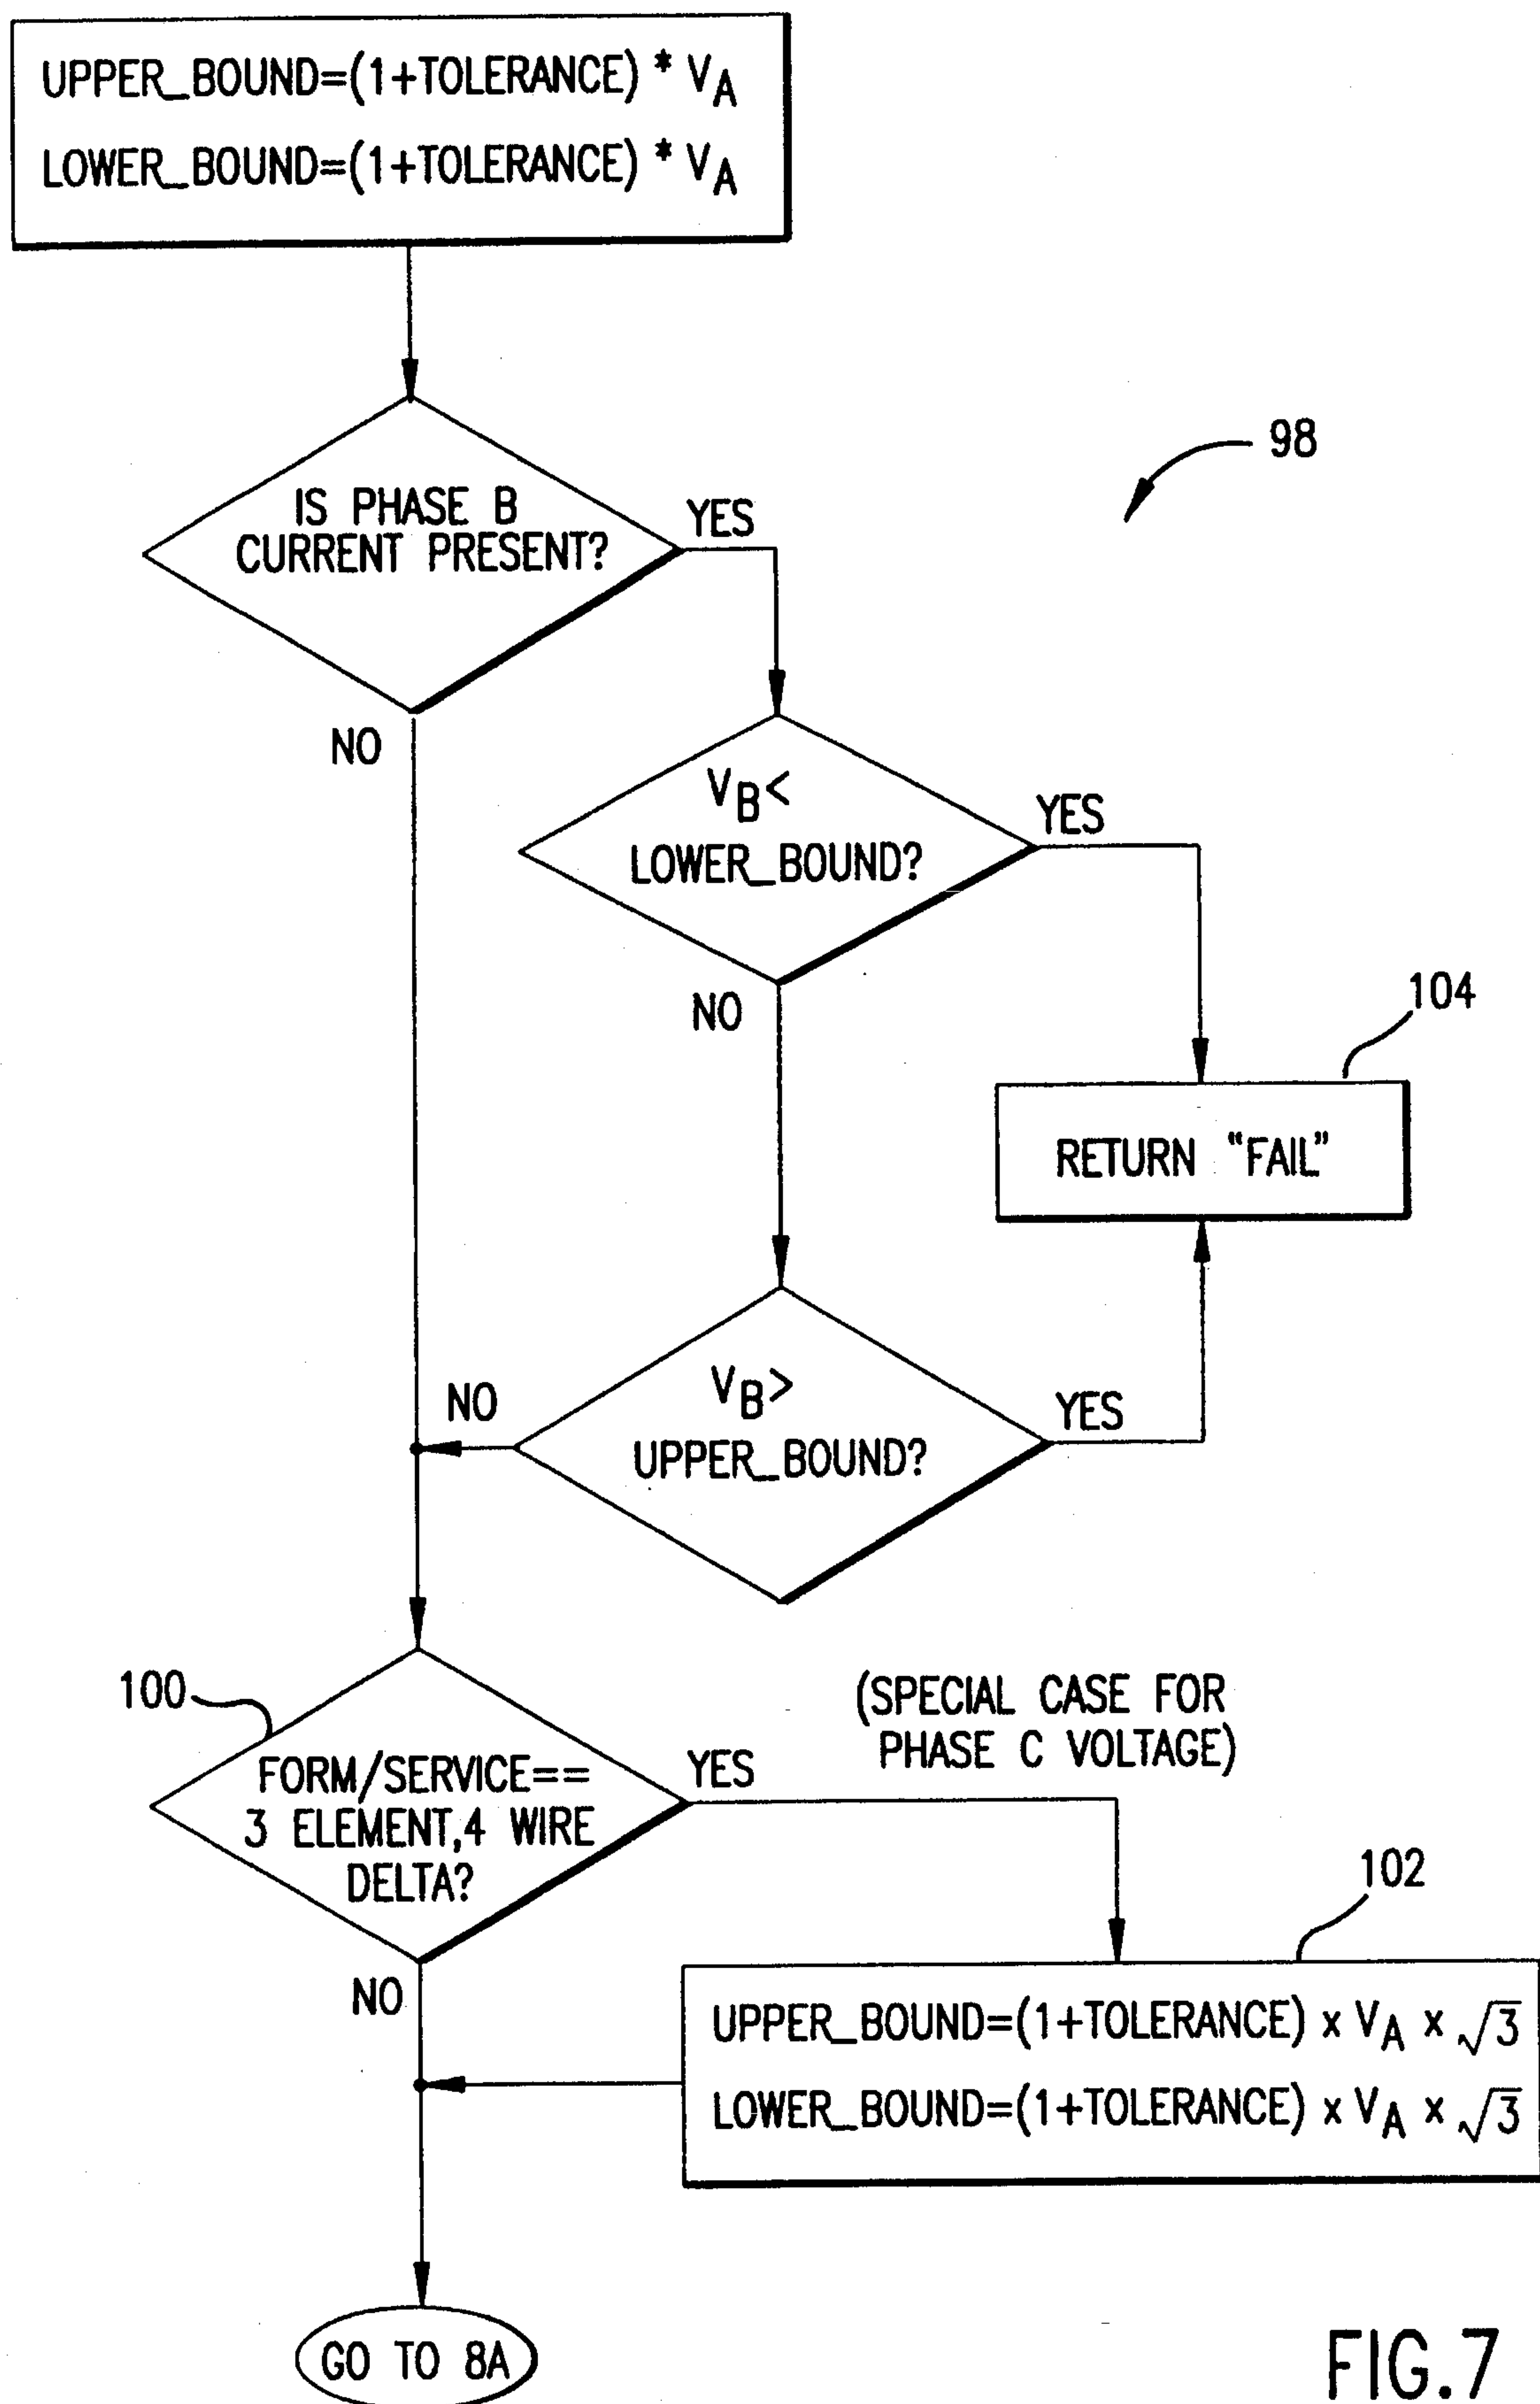 UPPER_BOUND=(1+TOLERANCE) * VA
LOWER_BOUND=(1+TOLERANCE) * VA
98
IS PHASE B
CURRENT PRESENT?
YES
NO
VB<
LOWER_BOUND?
YES
NO
104
RETURN "FAIL"
VB>
UPPER_BOUND?
NO
YES
100
(SPECIAL CASE FOR
PHASE C VOLTAGE)
FORM/SERVICE==
3 ELEMENT,4 WIRE
DELTA?
YES
NO
102
UPPER_BOUND=(1+TOLERANCE) x VA x √3
LOWER_BOUND=(1+TOLERANCE) x VA x √3
GO TO 8A
FIG.7